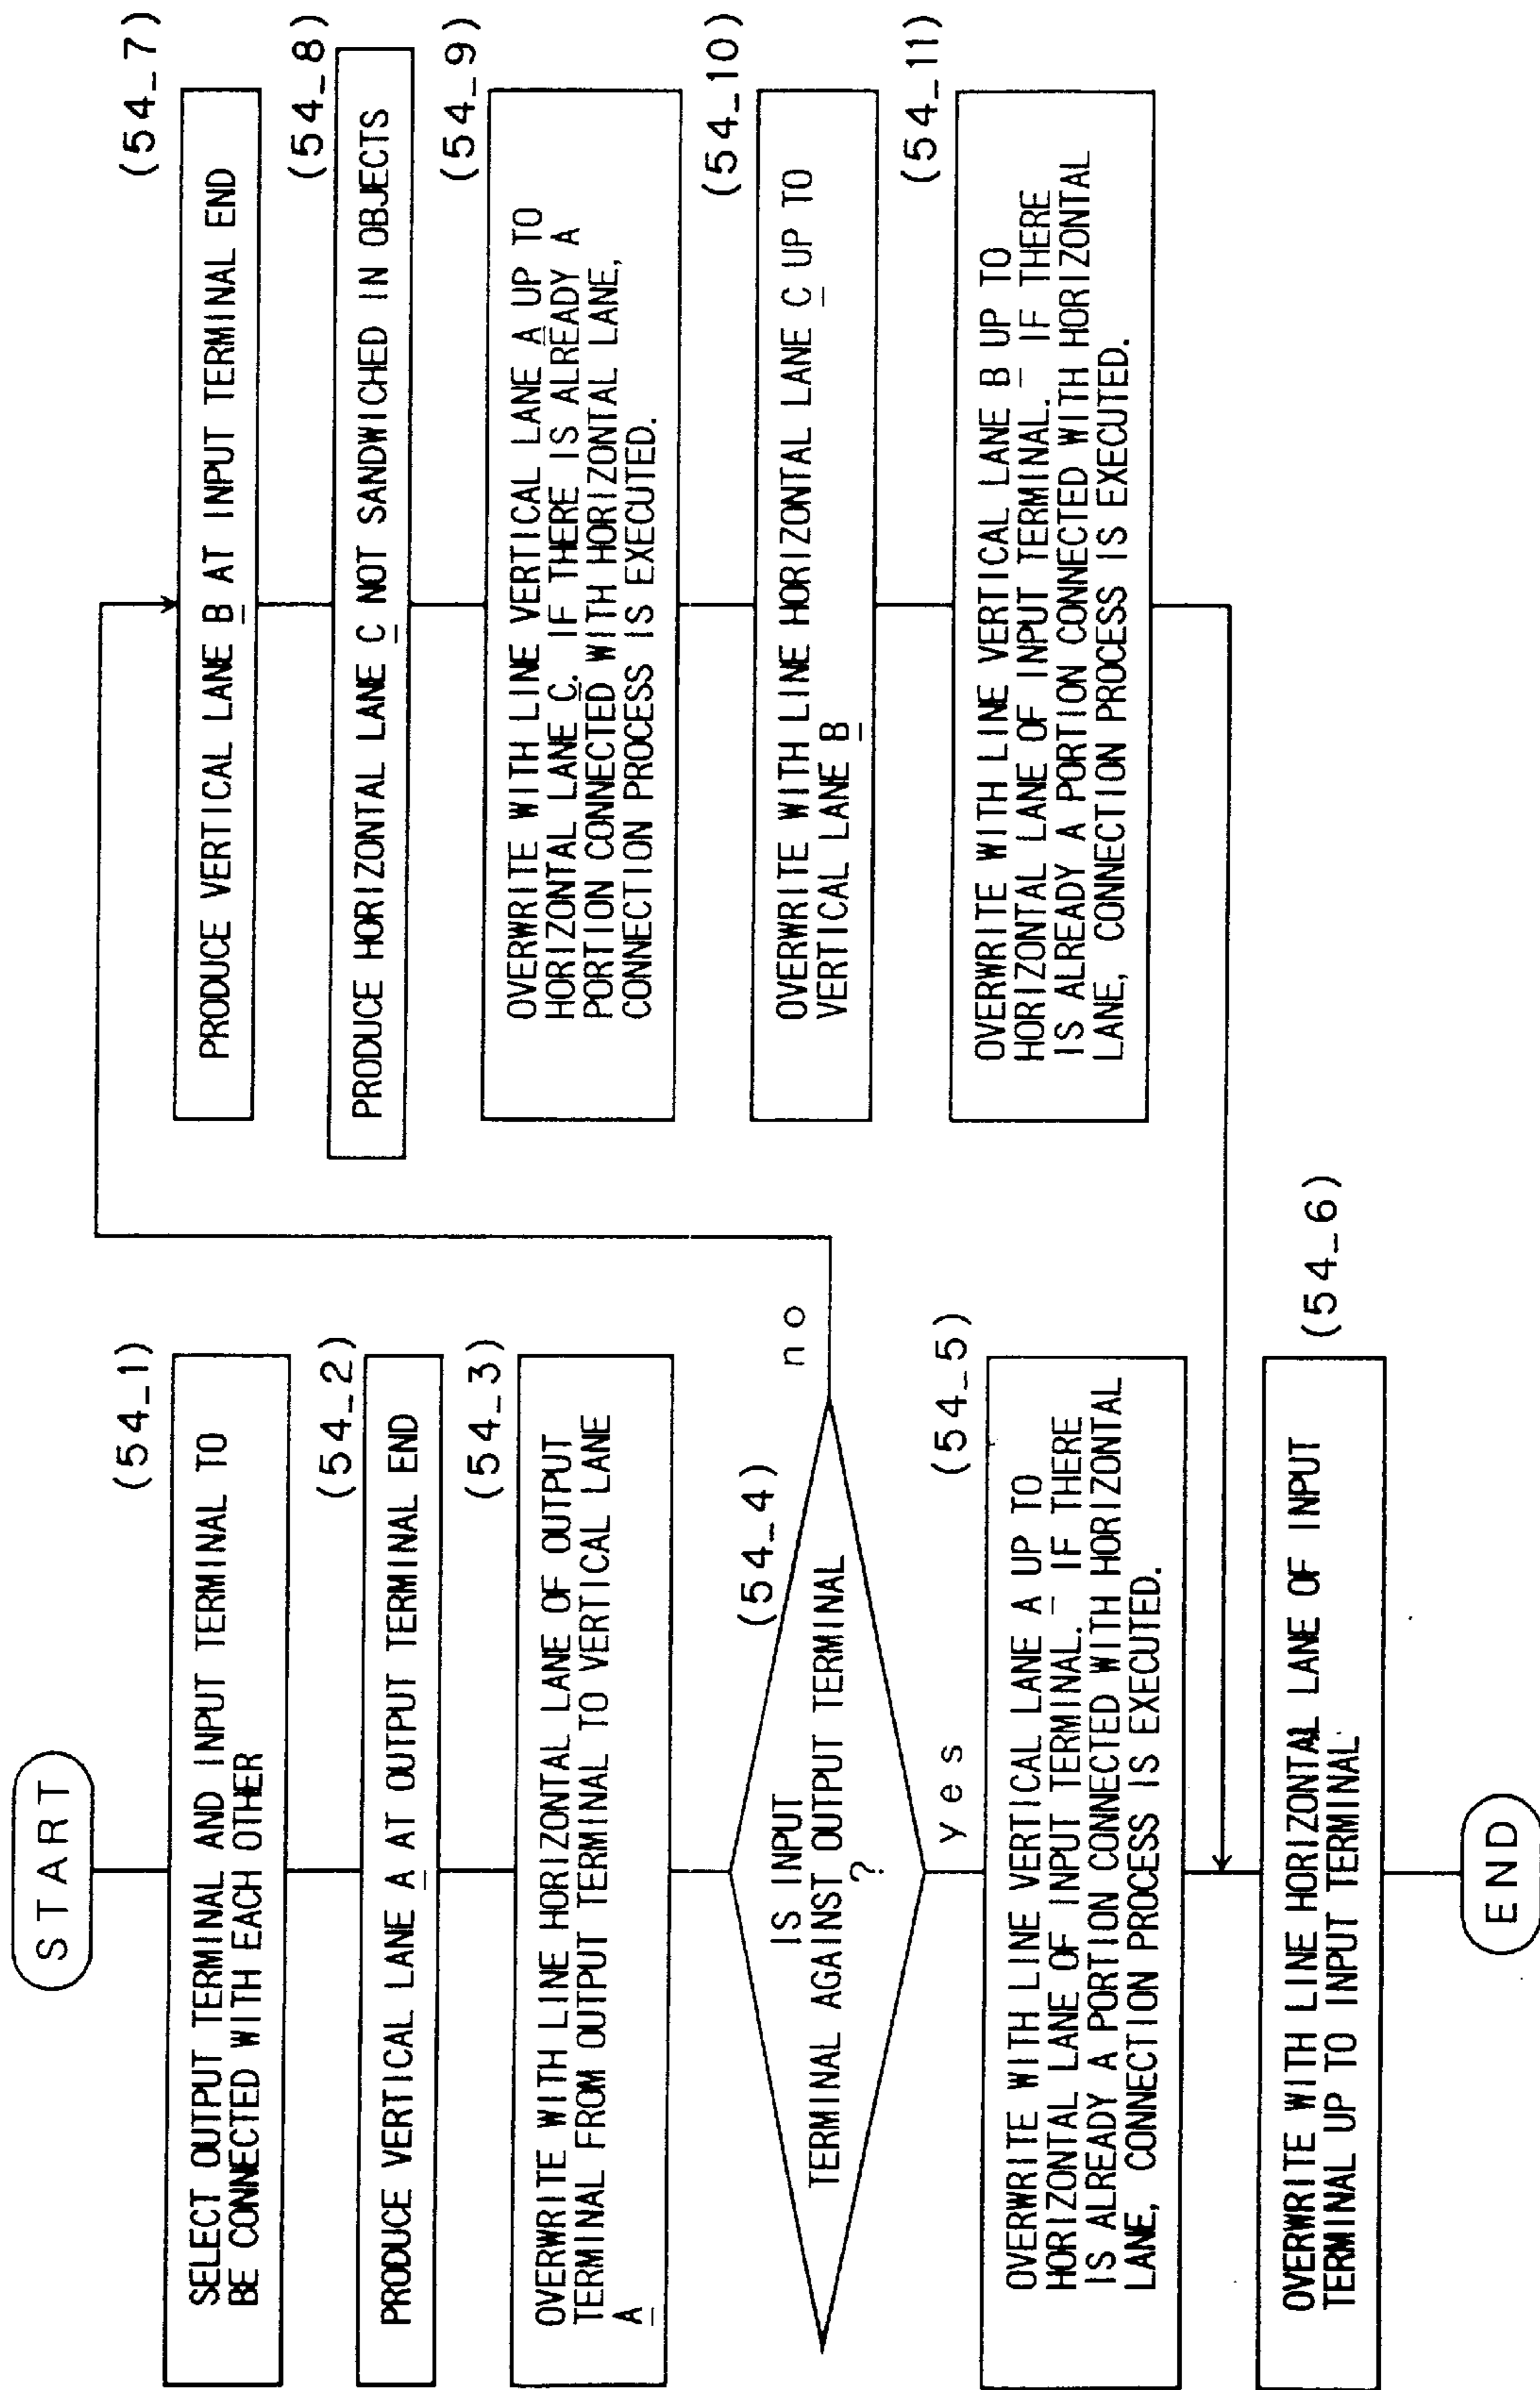 START
(54_1)
SELECT OUTPUT TERMINAL AND INPUT TERMINAL TO
BE CONNECTED WITH EACH OTHER
(54_2)
PRODUCE VERTICAL LANE A AT OUTPUT TERMINAL END
(54_3)
OVERWRITE WITH LINE HORIZONTAL LANE OF OUTPUT
TERMINAL FROM OUTPUT TERMINAL TO VERTICAL LANE
A
(54_4)
IS INPUT
TERMINAL AGAINST OUTPUT TERMINAL
?
no
yes
(54_5)
OVERWRITE WITH LINE VERTICAL LANE A UP TO
HORIZONTAL LANE OF INPUT TERMINAL. IF THERE
IS ALREADY A PORTION CONNECTED WITH HORIZONTAL
LANE, CONNECTION PROCESS IS EXECUTED.
(54_6)
OVERWRITE WITH LINE HORIZONTAL LANE OF INPUT
TERMINAL UP TO INPUT TERMINAL
END
(54_7)
PRODUCE VERTICAL LANE B AT INPUT TERMINAL END
(54_8)
PRODUCE HORIZONTAL LANE C NOT SANDWICHED IN OBJECTS
(54_9)
OVERWRITE WITH LINE VERTICAL LANE A UP TO
HORIZONTAL LANE C. IF THERE IS ALREADY A
PORTION CONNECTED WITH HORIZONTAL LANE,
CONNECTION PROCESS IS EXECUTED.
(54_10)
OVERWRITE WITH LINE HORIZONTAL LANE C UP TO
VERTICAL LANE B
(54_11)
OVERWRITE WITH LINE VERTICAL LANE B UP TO
HORIZONTAL LANE OF INPUT TERMINAL. IF THERE
IS ALREADY A PORTION CONNECTED WITH HORIZONTAL
LANE, CONNECTION PROCESS IS EXECUTED.